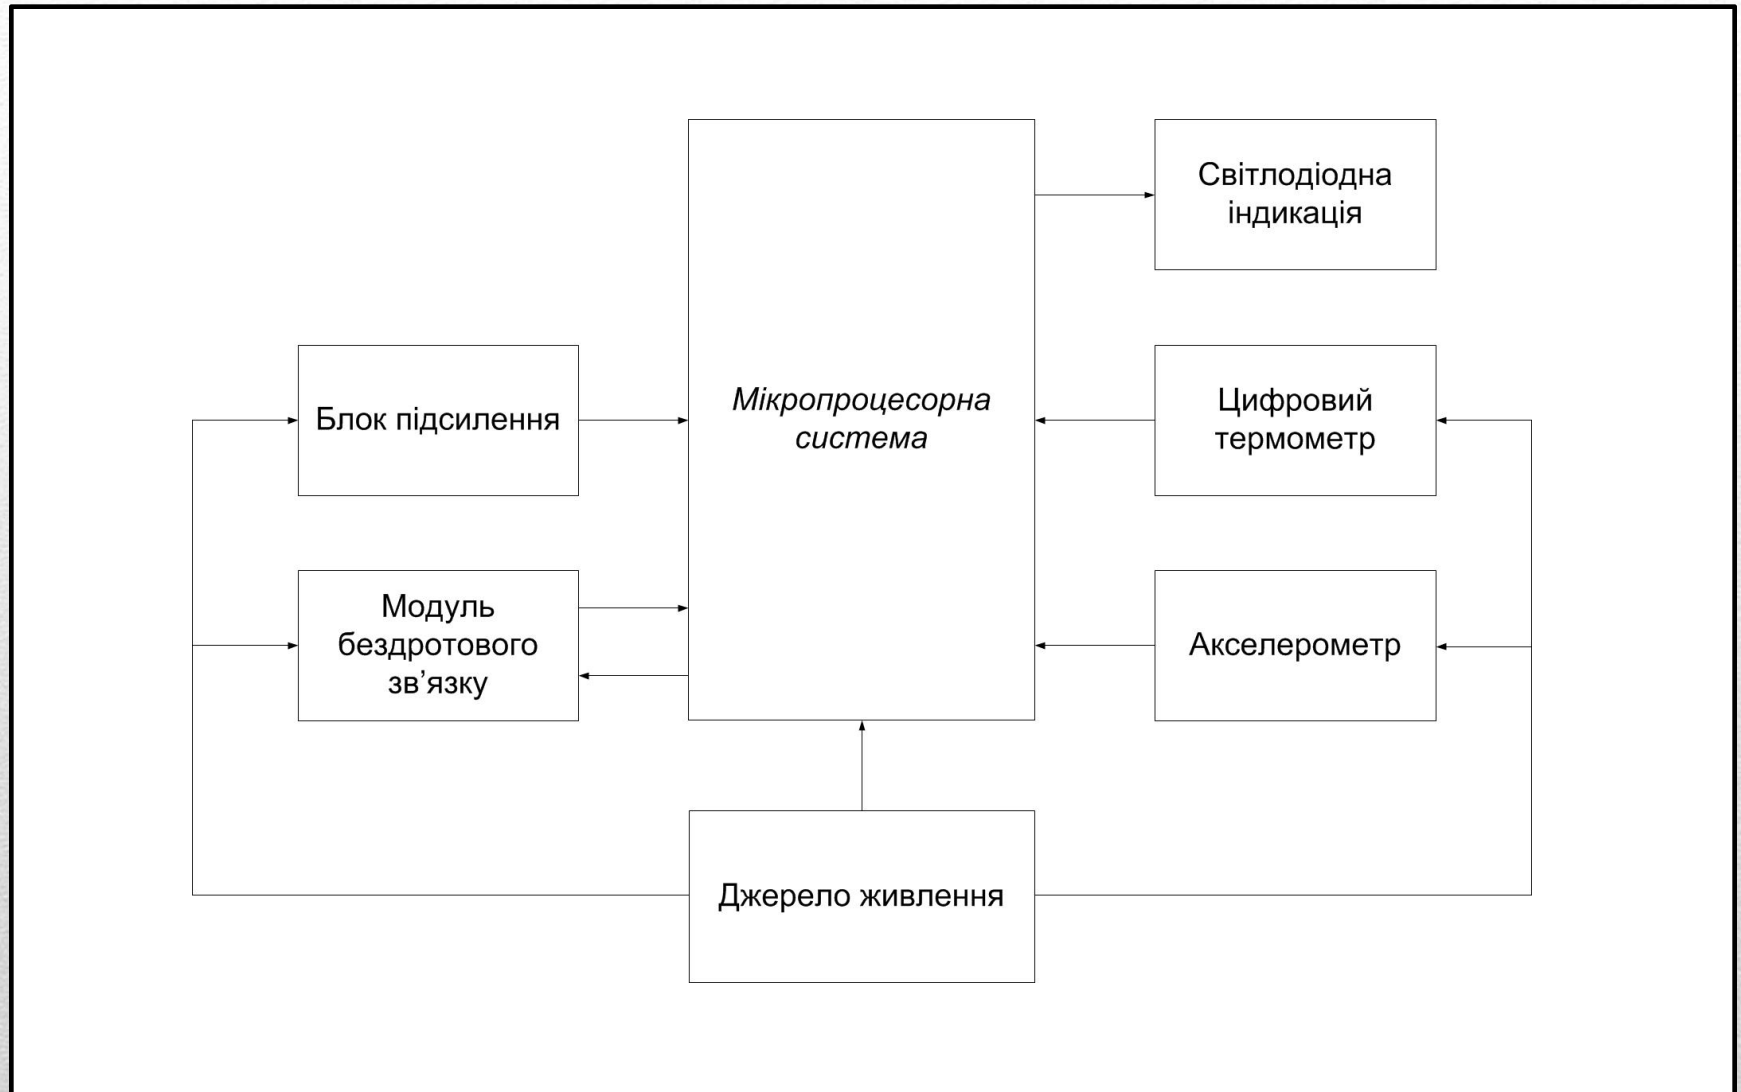 Світлодіодна
індикація
Блок підсилення
Мікропроцесорна
система
Цифровий
термометр
Модуль
бездротового
зв’язку
Акселерометр
Джерело живлення